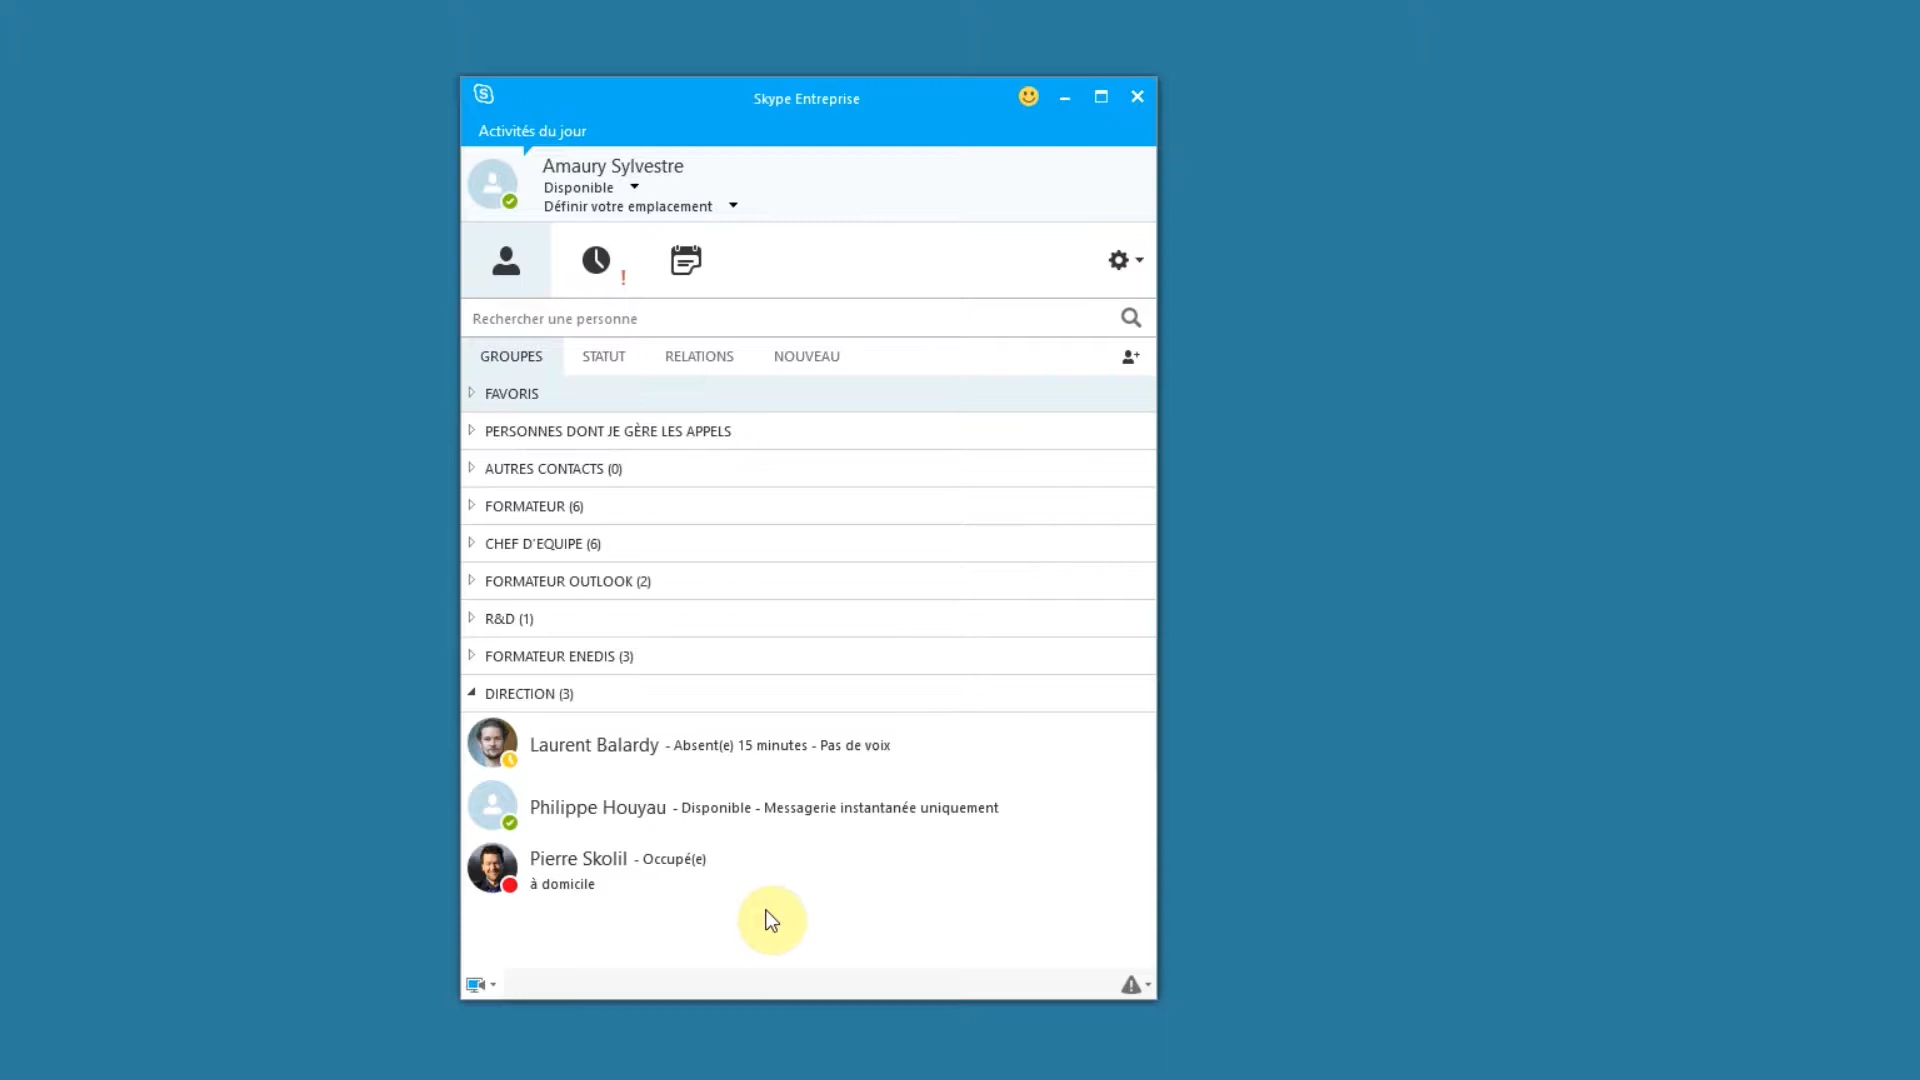 Skype Entreprise
Activités du jour
Amaury Sylvestre
Disponible
Définir votre emplacement
!
Rechercher une personne
GROUPES STATUT RELATIONS NOUVEAU
FAVORIS
PERSONNES DONT JE GÈRE LES APPELS
AUTRES CONTACTS (0)
FORMATEUR (6)
CHEF D'EQUIPE (6)
FORMATEUR OUTLOOK (2)
R&D (1)
FORMATEUR ENEDIS (3)
DIRECTION (3)
Laurent Balardy - Absent(e) 15 minutes - Pas de voix
Philippe Houyau - Disponible - Messagerie instantanée uniquement
Pierre Skolil - Occupé(e)
à domicile